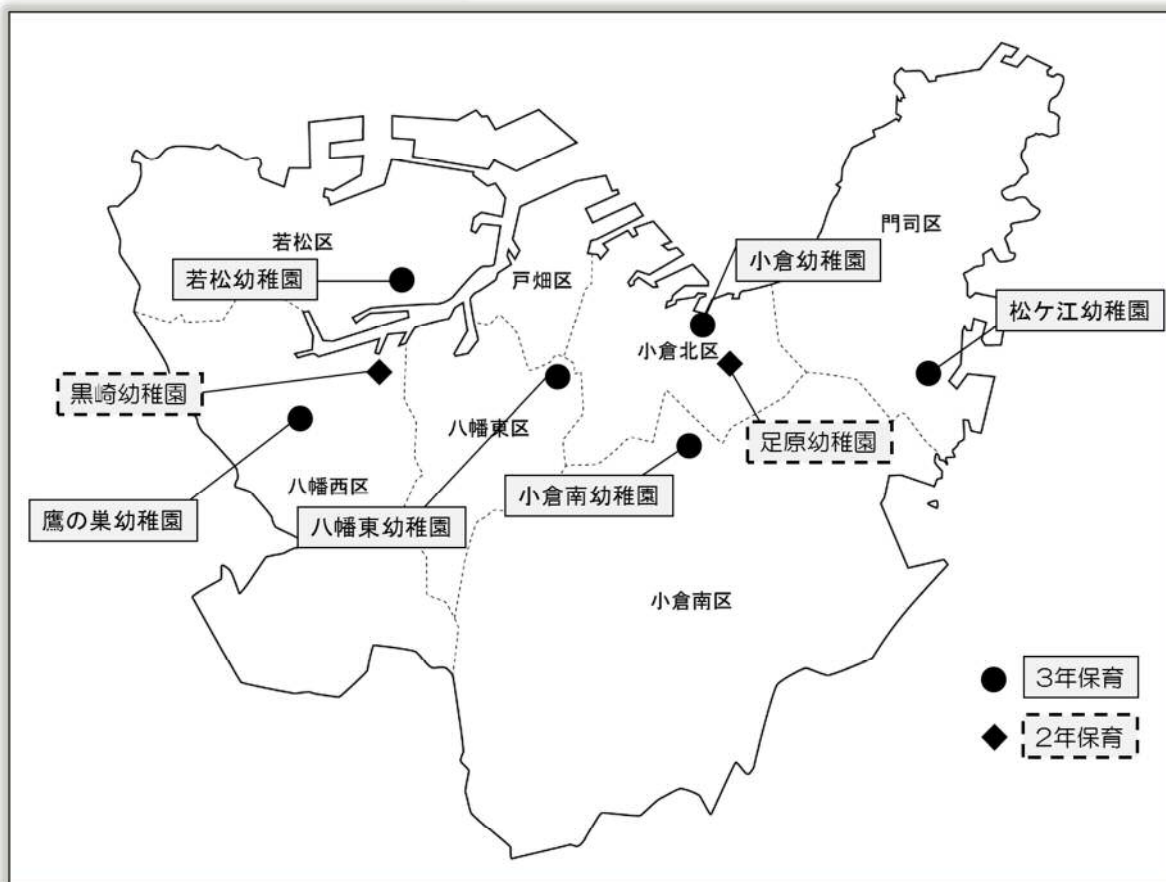 門司区
若松区
小倉幼稚園
若松幼稚園
戸畑区
松ケ江幼稚園
小倉北区
黒崎幼稚園
八幡東区
足原幼稚園
八幡西区
小倉南幼稚園
鷹の巣幼稚園
八幡東幼稚園
小倉南区
3年保育
2年保育